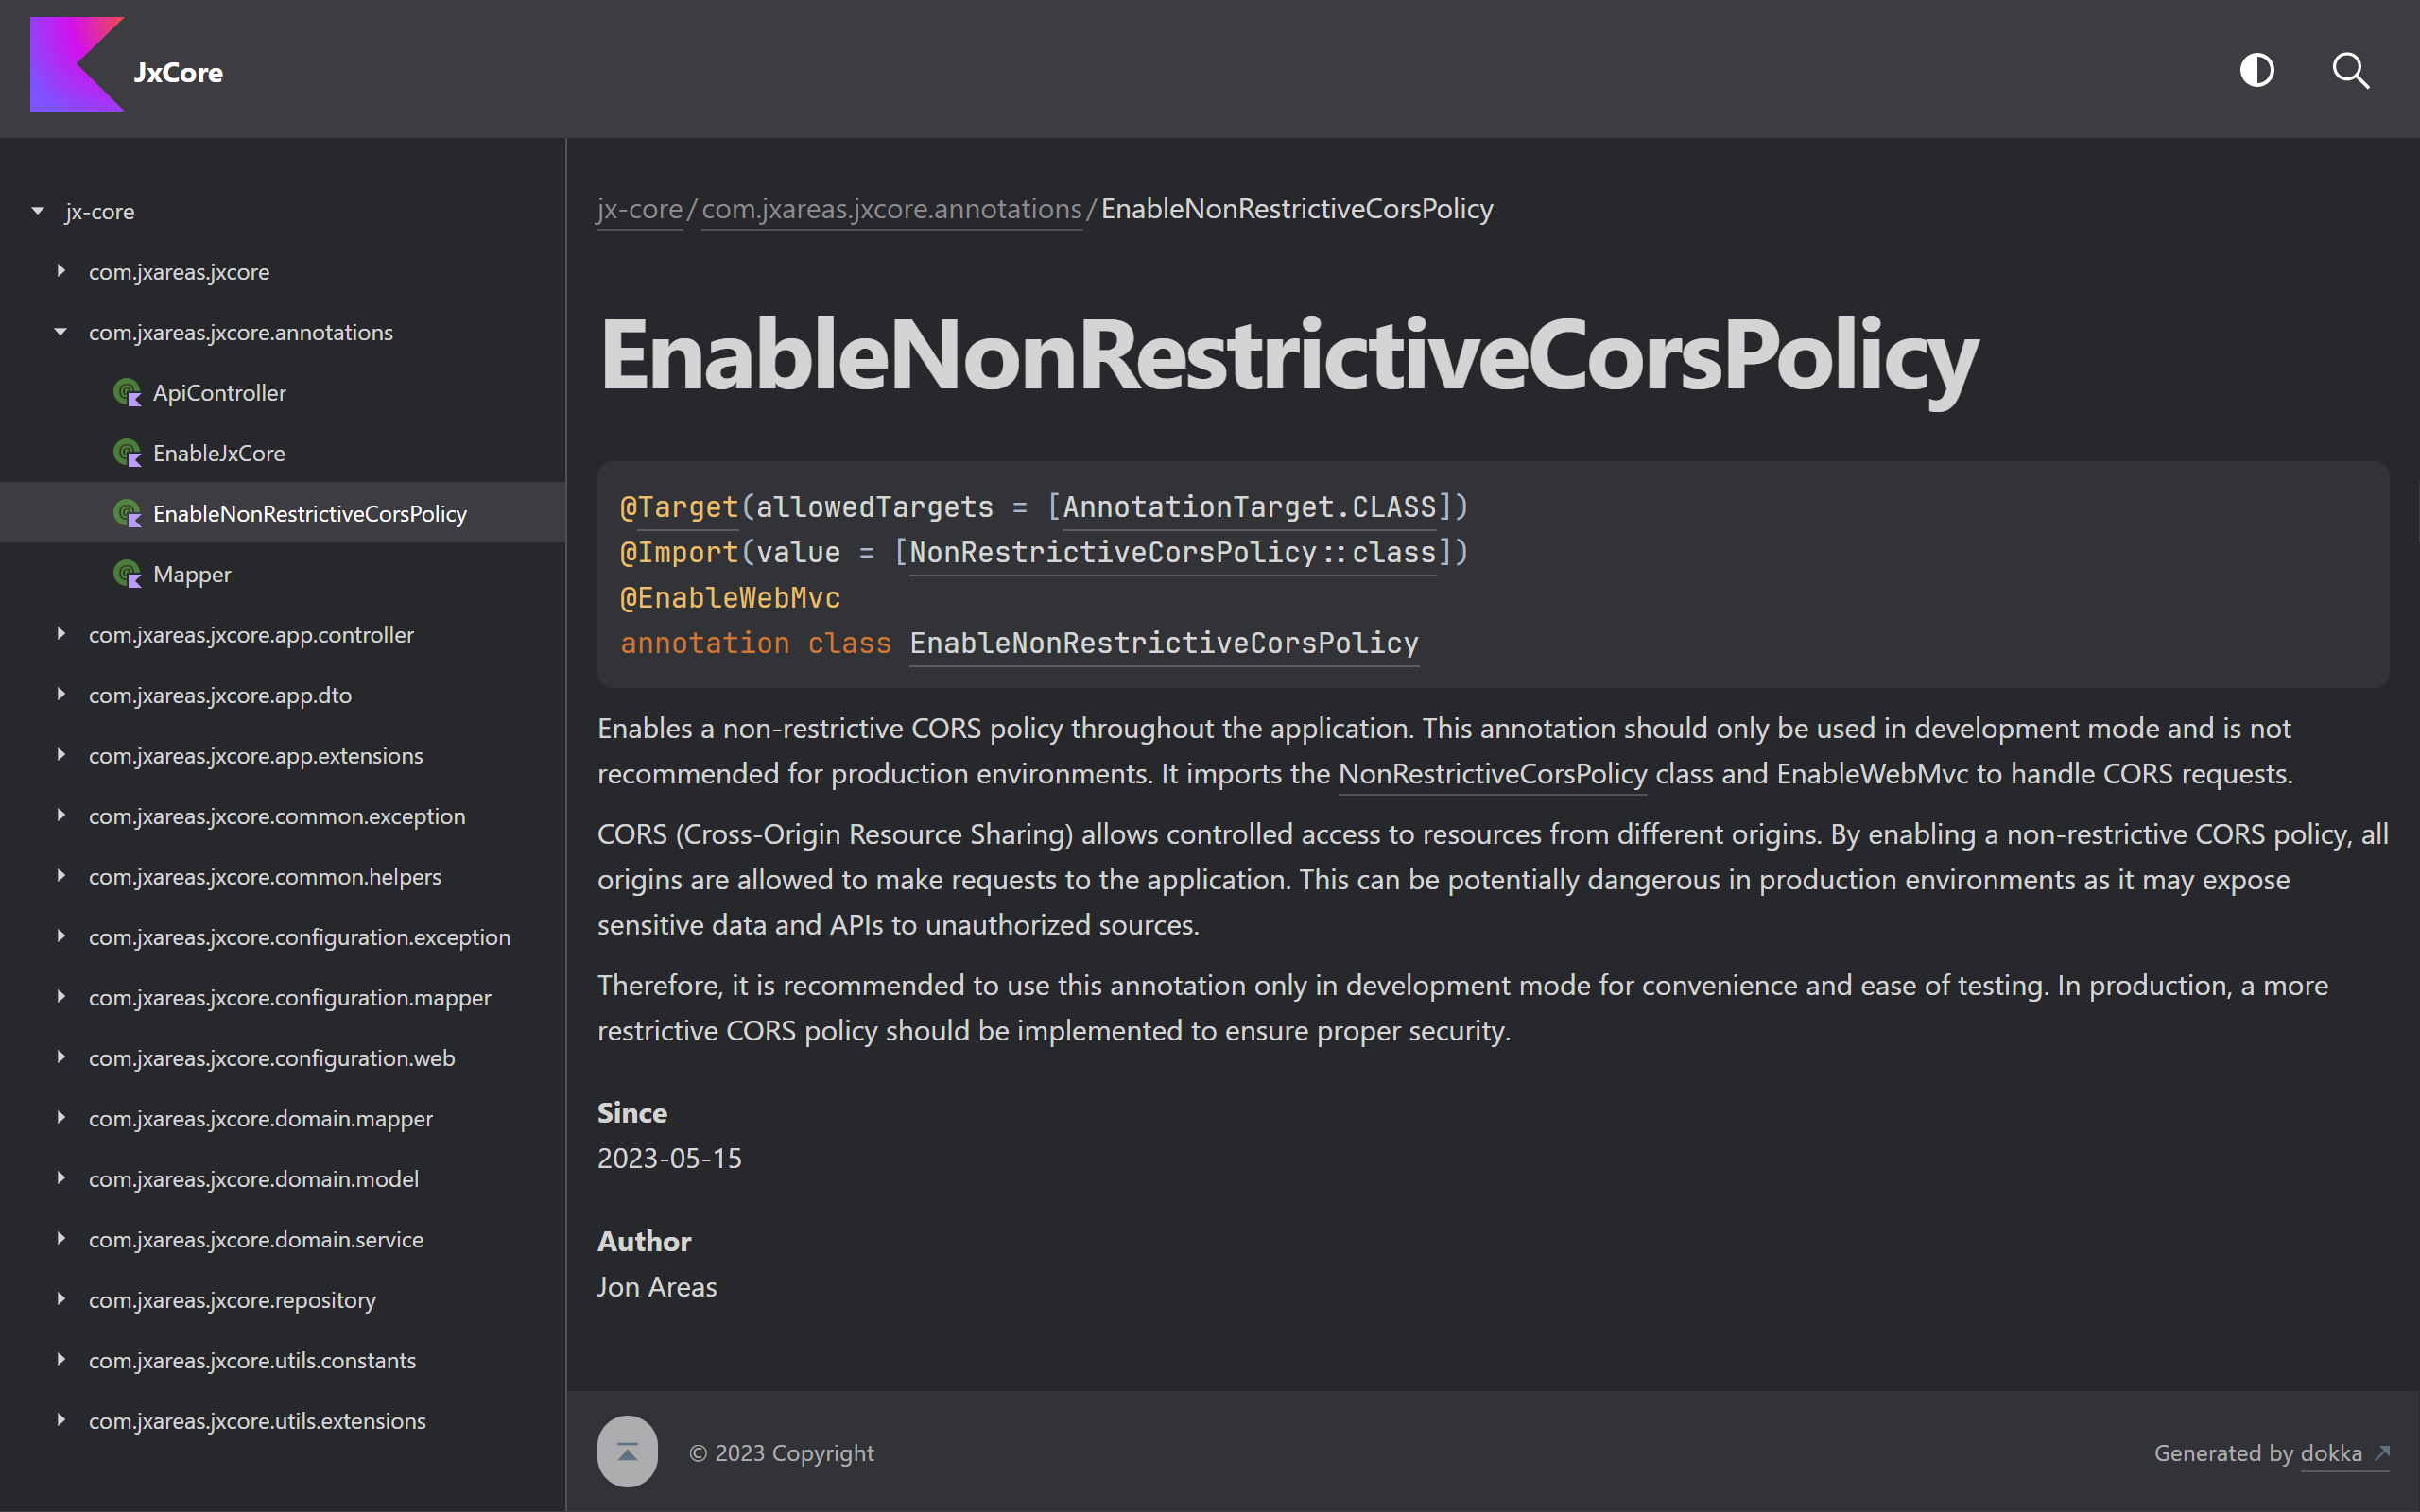 JxCore
jx-core
com.jxareas.jxcore
com.jxareas.jxcore.annotations
ApiController
EnableJxCore
EnableNonRestrictiveCorsPolicy
Mapper
com.jxareas.jxcore.app.controller
com.jxareas.jxcore.app.dto
com.jxareas.jxcore.app.extensions
com.jxareas.jxcore.common.exception
com.jxareas.jxcore.common.helpers
com.jxareas.jxcore.configuration.exception
com.jxareas.jxcore.configuration.mapper
com.jxareas.jxcore.configuration.web
com.jxareas.jxcore.domain.mapper
com.jxareas.jxcore.domain.model
com.jxareas.jxcore.domain.service
com.jxareas.jxcore.repository
com.jxareas.jxcore.utils.constants
com.jxareas.jxcore.utils.extensions
jx-core/com.jxareas.jxcore.annotations/EnableNonRestrictiveCorsPolicy
EnableNonRestrictiveCorsPolicy
@Target(allowedTargets = [AnnotationTarget.CLASS])
@Import(value = [NonRestrictiveCorsPolicy::class])
@EnableWebMvc
annotation class EnableNonRestrictiveCorsPolicy
Enables a non-restrictive CORS policy throughout the application. This annotation should only be used in development mode and is not
recommended for production environments. It imports the NonRestrictiveCorsPolicy class and EnableWebMvc to handle CORS requests.
CORS (Cross-Origin Resource Sharing) allows controlled access to resources from different origins. By enabling a non-restrictive CORS policy, all
origins are allowed to make requests to the application. This can be potentially dangerous in production environments as it may expose
sensitive data and APIs to unauthorized sources.
Therefore, it is recommended to use this annotation only in development mode for convenience and ease of testing. In production, a more
restrictive CORS policy should be implemented to ensure proper security.
Since
2023-05-15
Author
Jon Areas
© 2023 Copyright
Generated by dokka